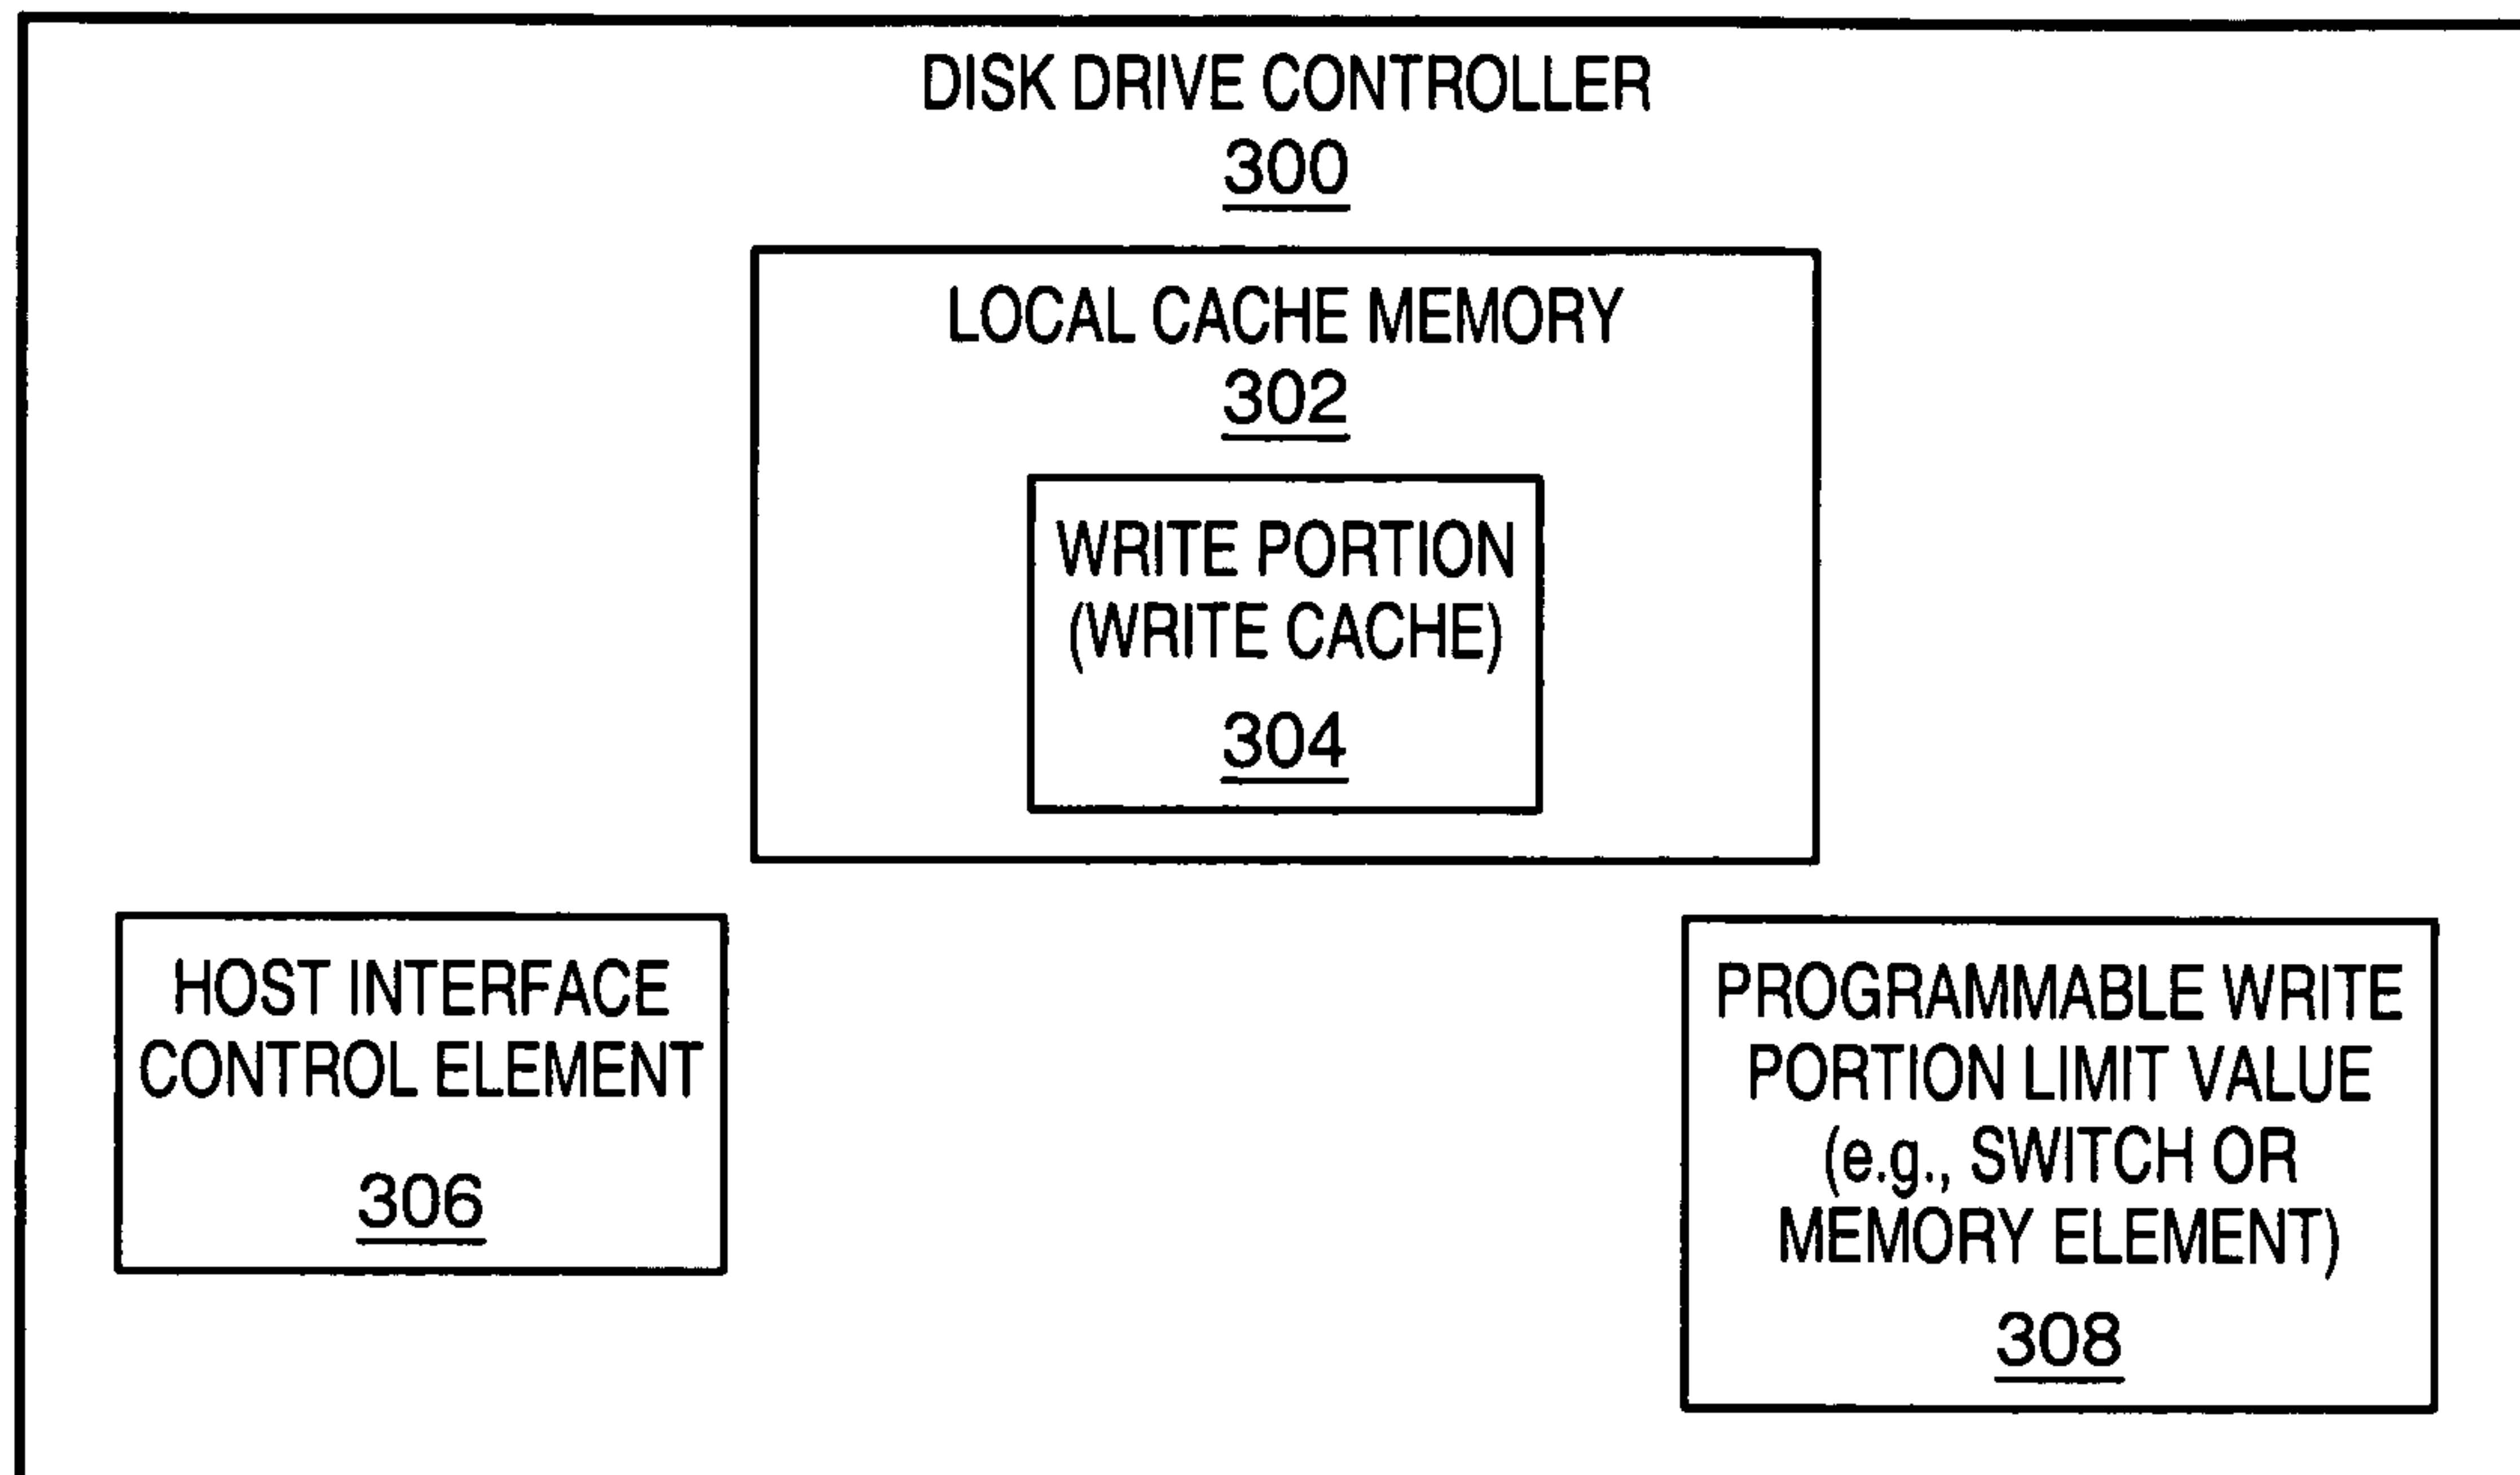 DISK DRIVE CONTROLLER
300
LOCAL CACHE MEMORY
302
WRITE PORTION
(WRITE CACHE)
304
HOST INTERFACE
CONTROL ELEMENT
306
PROGRAMMABLE WRITE
PORTION LIMIT VALUE
(e.g., SWITCH OR
MEMORY ELEMENT)
308